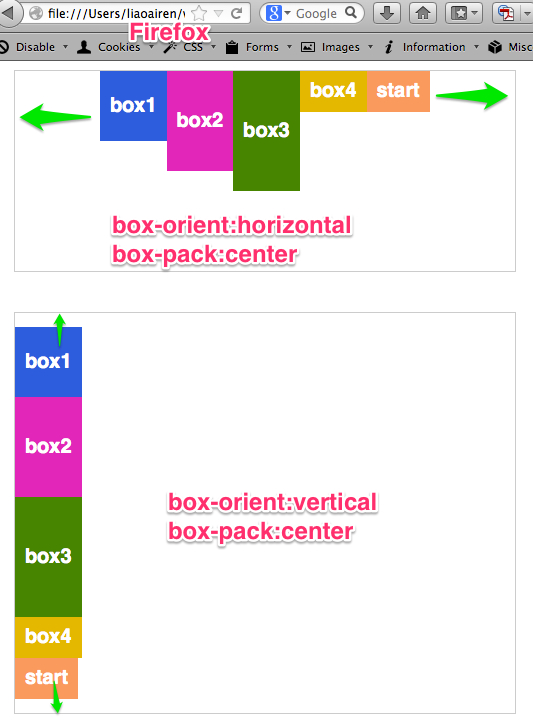 file:///Users/liaoairen/
Google
Firefox
Disable Cookies CSS Forms Images Information Misc
box1
box2
box3
box4
start
box-orient:horizontal
box-pack:center
box1
box2
box3
box4
start
box-orient:vertical
box-pack:center